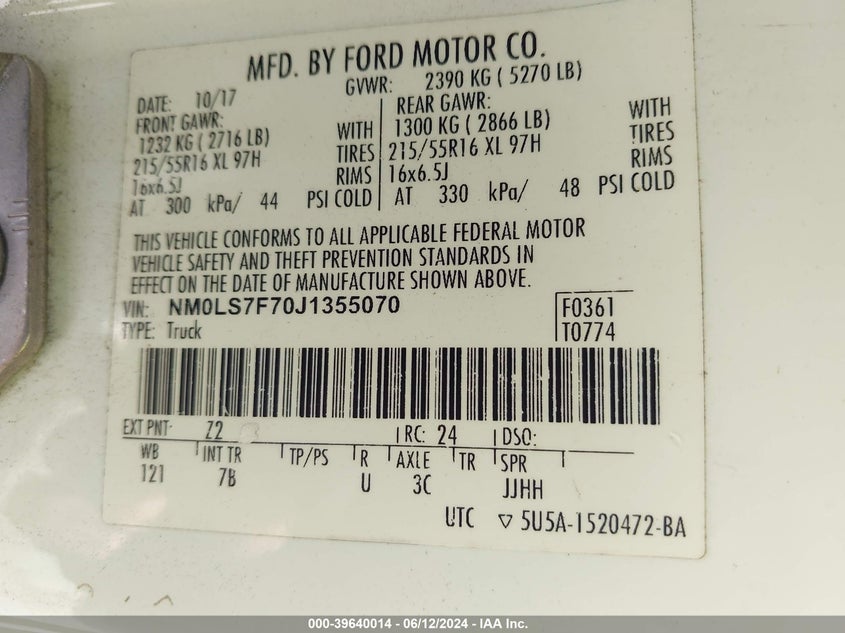 MFD. BY FORD MOTOR CO.
DATE: 10/17 GVWR: 2390 KG ( 5270 LB)
FRONT GAWR: REAR GAWR:
1232 KG ( 2716 LB) WITH 1300 KG ( 2866 LB) WITH
215/55R16 XL 97H TIRES 215/55R16 XL 97H TIRES
16x6.5J RIMS 16x6.5J RIMS
AT 300 kPa/ 44 PSI COLD AT 330 kPa/ 48 PSI COLD
THIS VEHICLE CONFORMS TO ALL APPLICABLE FEDERAL MOTOR
VEHICLE SAFETY AND THEFT PREVENTION STANDARDS IN
EFFECT ON THE DATE OF MANUFACTURE SHOWN ABOVE.
VIN: NM0LS7F70J1355070 F0361
TYPE: Truck T0774
EXT PNT: Z2 RC: 24 DSO:
WB INT TR TP/PS R AXLE TR SPR
121 7B U 3C JJHH
UTC ▽ 5U5A-1520472-BA
000-39640014 - 06/12/2024 - IAA, Inc.